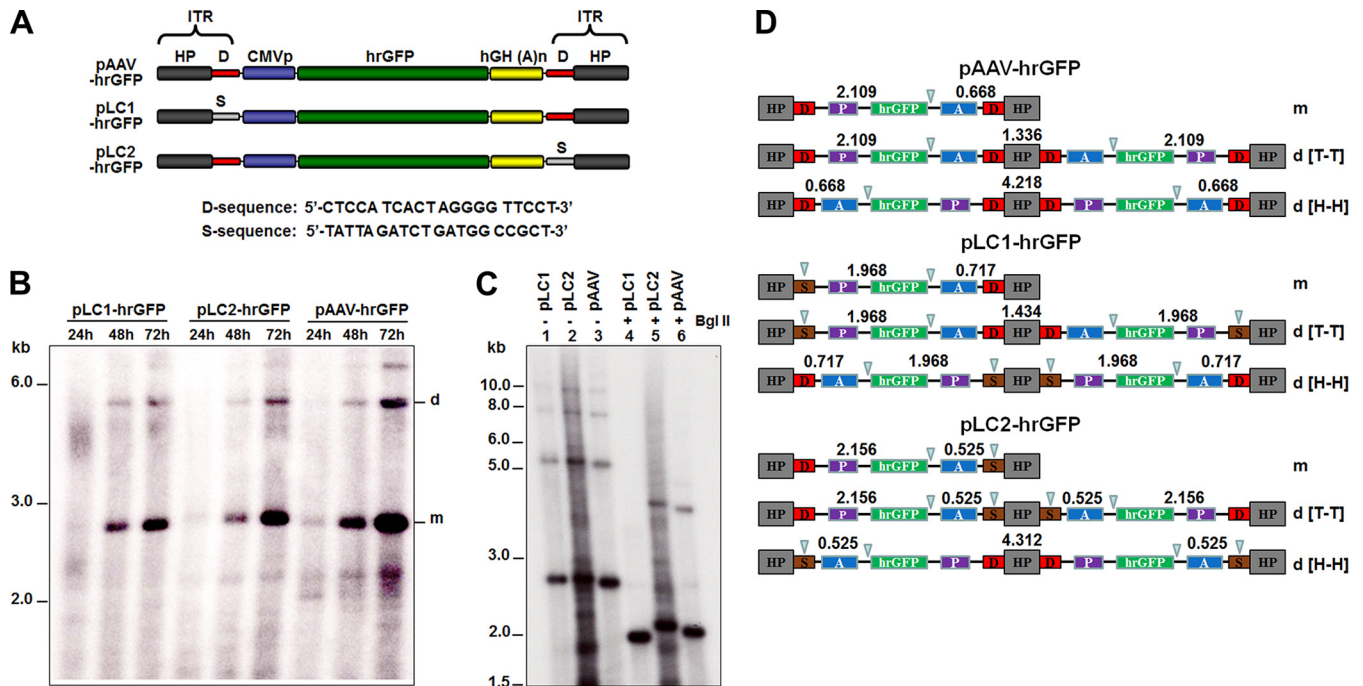 A
ITR
ITR
HP D CMVp hrGFP hGH (A)n D HP
pAAV
-hrGFP
S
pLC1
-hrGFP
pLC2
-hrGFP
S
D-sequence: 5'-CTCCA TCACT AGGGG TTCCT-3'
S-sequence: 5'-TATTA GATCT GATGG CCGCT-3'
B
pLC1-hrGFP pLC2-hrGFP pAAV-hrGFP
24h 48h 72h 24h 48h 72h 24h 48h 72h
kb
6.0
d
3.0
m
2.0
C
- pLC1
- pLC2
- pAAV
+ pLC1
+ pLC2
+ pAAV
Bgl II
1 2 3 4 5 6
kb
10.0
8.0
6.0
5.0
3.0
2.0
1.5
D
pAAV-hrGFP
2.109 0.668
HP D P hrGFP A D HP m
2.109 1.336 2.109
HP D P hrGFP A D HP D A hrGFP P D HP d [T-T]
0.668 4.218 0.668
HP D A hrGFP P D HP D P hrGFP A D HP d [H-H]
pLC1-hrGFP
1.968 0.717
HP S P hrGFP A D HP m
1.968 1.434 1.968
HP S P hrGFP A D HP D A hrGFP P S HP d [T-T]
0.717 1.968 1.968 0.717
HP D A hrGFP P S HP S P hrGFP A D HP d [H-H]
pLC2-hrGFP
2.156 0.525
HP D P hrGFP A S HP m
2.156 0.525 0.525 2.156
HP D P hrGFP A S HP S A hrGFP P D HP d [T-T]
0.525 4.312 0.525
HP S A hrGFP P D HP D P hrGFP A S HP d [H-H]